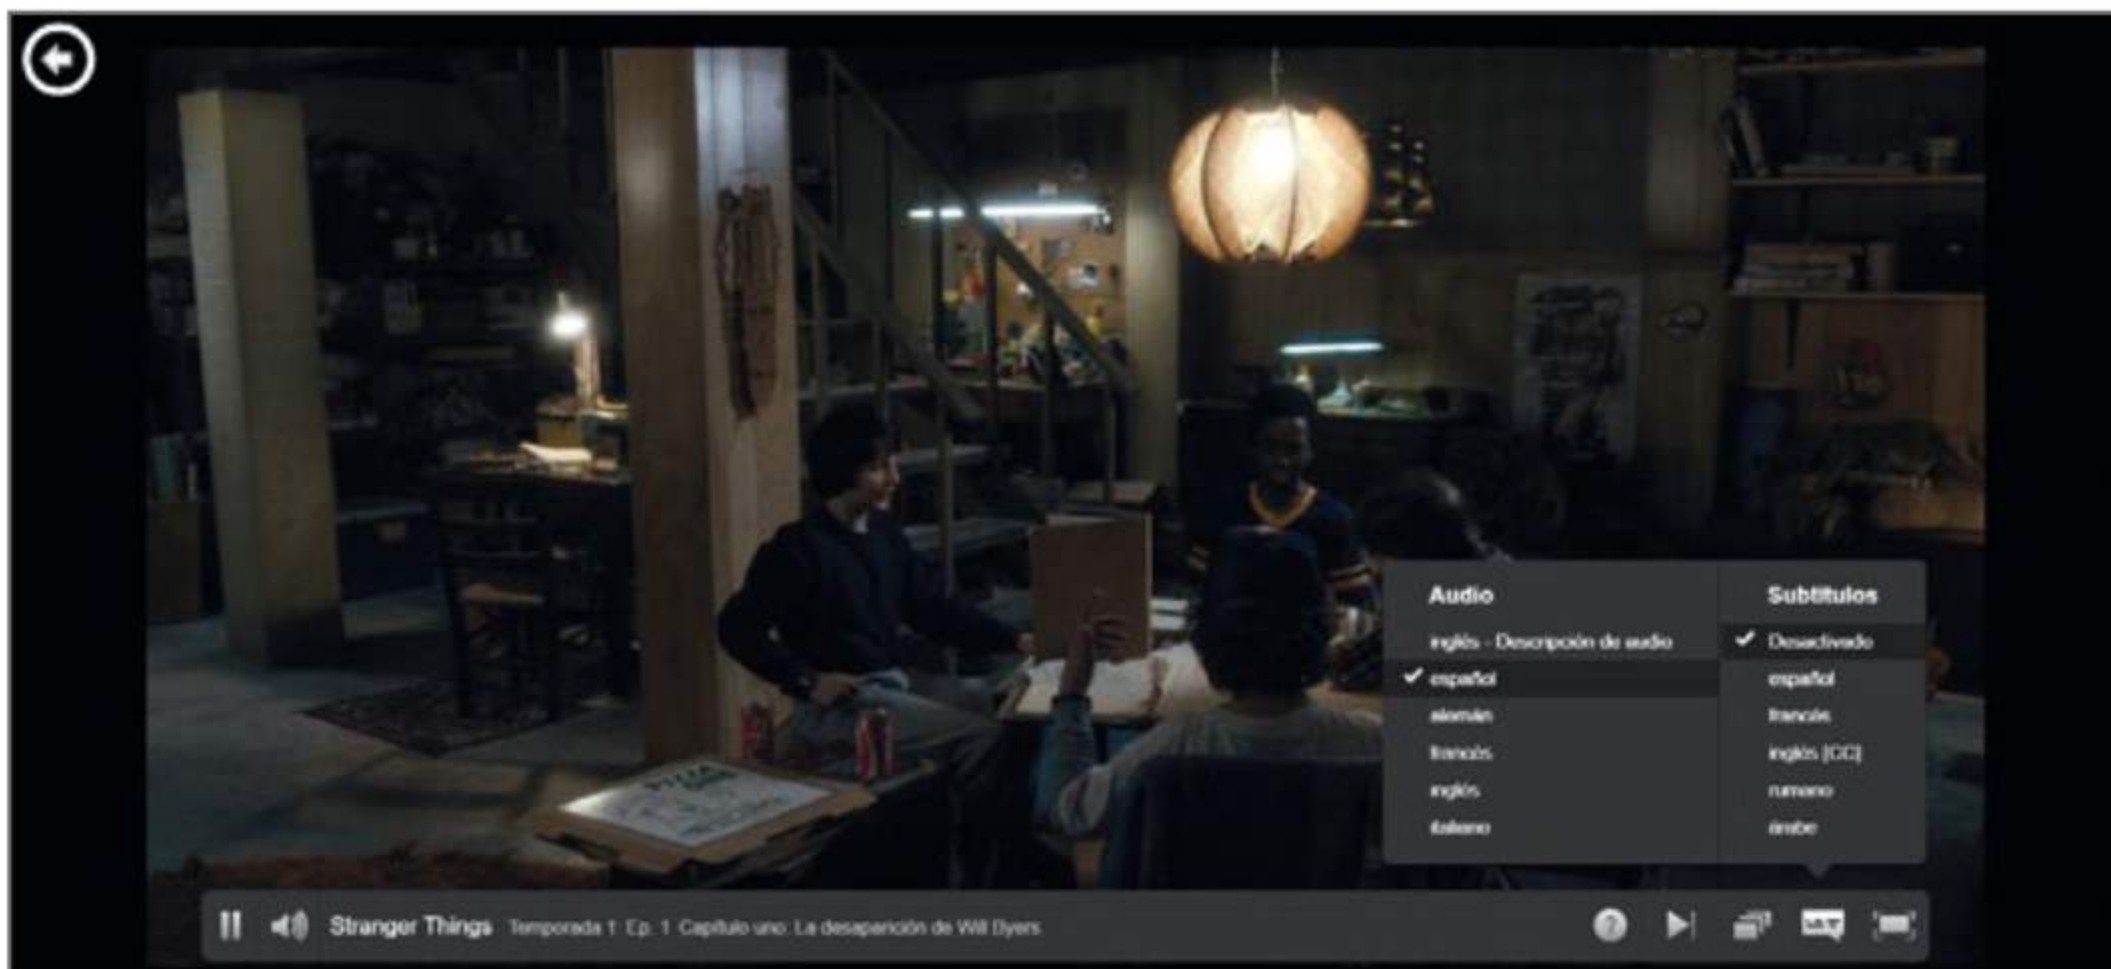 Audio
Subtítulos
inglés - Descripción de audio
Desactivado
español
español
alemán
francés
francés
inglés [CC]
inglés
rumano
italiano
árabe
Stranger Things Temporada 1: Ep. 1 Capítulo uno: La desaparición de Will Byers
PIZZA
?